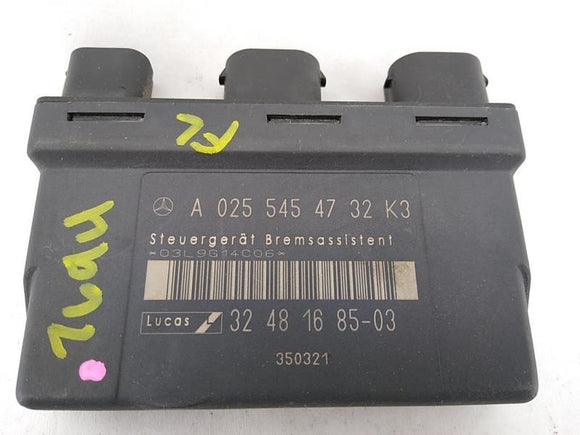 A 025 545 47 32 K3
Steuergerät Bremsassistent
*03L9G14C06*
Lucas 32 48 16 85-03
350321